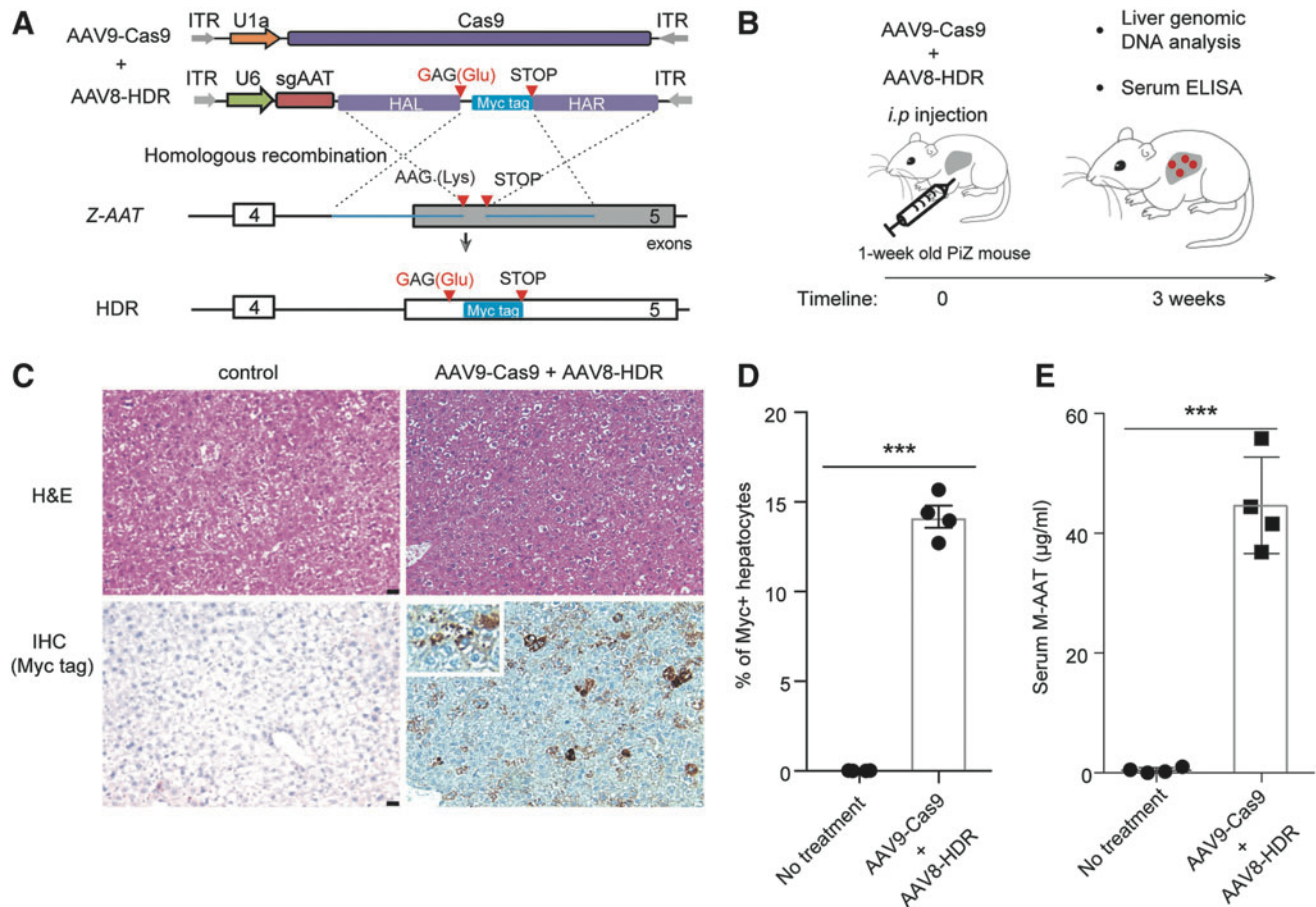 A
AAV9-Cas9
+
AAV8-HDR
ITR U1a Cas9 ITR
ITR U6 sgAAT GAG(Glu) STOP ITR
HAL Myc tag HAR
Homologous recombination
AAG (Lys) STOP
Z-AAT 4 5
exons
GAG(Glu) STOP
HDR 4 Myc tag 5
B
AAV9-Cas9
+
AAV8-HDR
i.p injection
1-week old PiZ mouse
• Liver genomic
DNA analysis
• Serum ELISA
Timeline: 0 3 weeks
C
control AAV9-Cas9 + AAV8-HDR
H&E
IHC
(Myc tag)
D
% of Myc+ hepatocytes
20
15
10
5
0
***
No treatment
AAV9-Cas9
+
AAV8-HDR
E
Serum M-AAT (µg/ml)
60
40
20
0
***
No treatment
AAV9-Cas9
+
AAV8-HDR